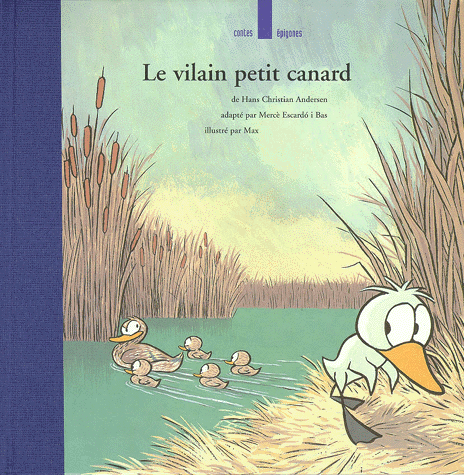 contes épigones
Le vilain petit canard
de Hans Christian Andersen
adapté par Mercè Escardó i Bas
illustré par Max